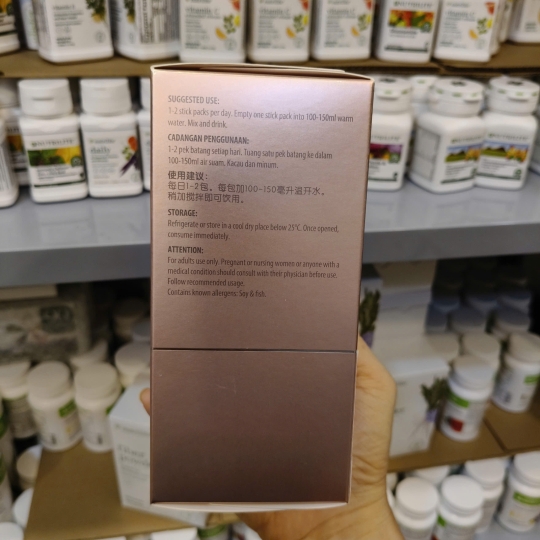 NUTRILITE
daily
SUGGESTED USE:
1-2 stick packs per day. Empty one stick pack into 100-150ml warm
water. Mix and drink.
CADANGAN PENGGUNAAN:
1-2 pek batang setiap hari. Tuang satu pek batang ke dalam
100-150ml air suam. Kacau dan minum.
使用建议：
每日1-2包。每包加100-150毫升温开水。
稍加搅拌即可饮用。
STORAGE:
Refrigerate or store in a cool dry place below 25°C. Once opened,
consume immediately.
ATTENTION:
For adults use only. Pregnant or nursing women or anyone with a
medical condition should consult with their physician before use.
Follow recommended usage.
Contains known allergens: Soy & fish